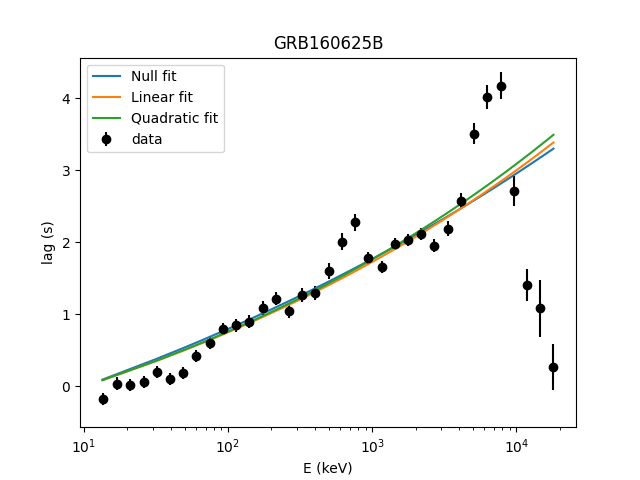 GRB160625B
Null fit
Linear fit
Quadratic fit
data
lag (s)
4
3
2
1
0
10¹
10²
10³
10⁴
E (keV)